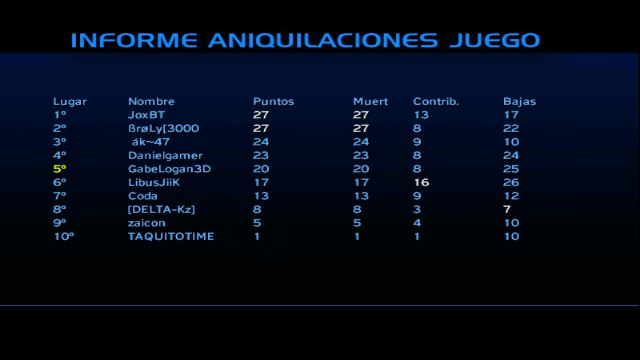 INFORME ANIQUILACIONES JUEGO
Lugar Nombre Puntos Muert Contrib. Bajas
1º JoxBT 27 27 13 17
2º ßrøLy[3000 27 27 8 22
3º ák~47 24 24 9 10
4º Danielgamer 23 23 8 24
5º GabeLogan3D 20 20 8 25
6º LibusJiiK 17 17 16 26
7º Coda 13 13 9 12
8º [DELTA-Kz] 8 8 3 7
9º zaicon 5 5 4 10
10º TAQUITOTIME 1 1 1 10